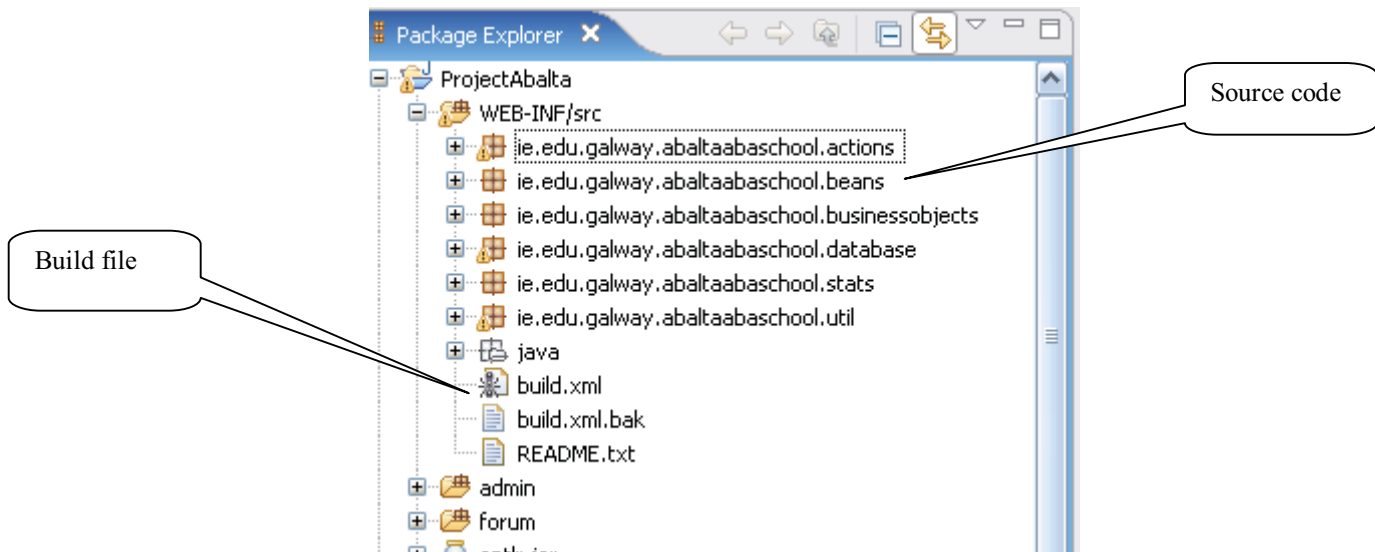 Package Explorer
ProjectAbalta
WEB-INF/src
Source code
ie.edu.galway.abaltaabaschool.actions
ie.edu.galway.abaltaabaschool.beans
ie.edu.galway.abaltaabaschool.businessobjects
ie.edu.galway.abaltaabaschool.database
Build file
ie.edu.galway.abaltaabaschool.stats
ie.edu.galway.abaltaabaschool.util
java
build.xml
build.xml.bak
README.txt
admin
forum